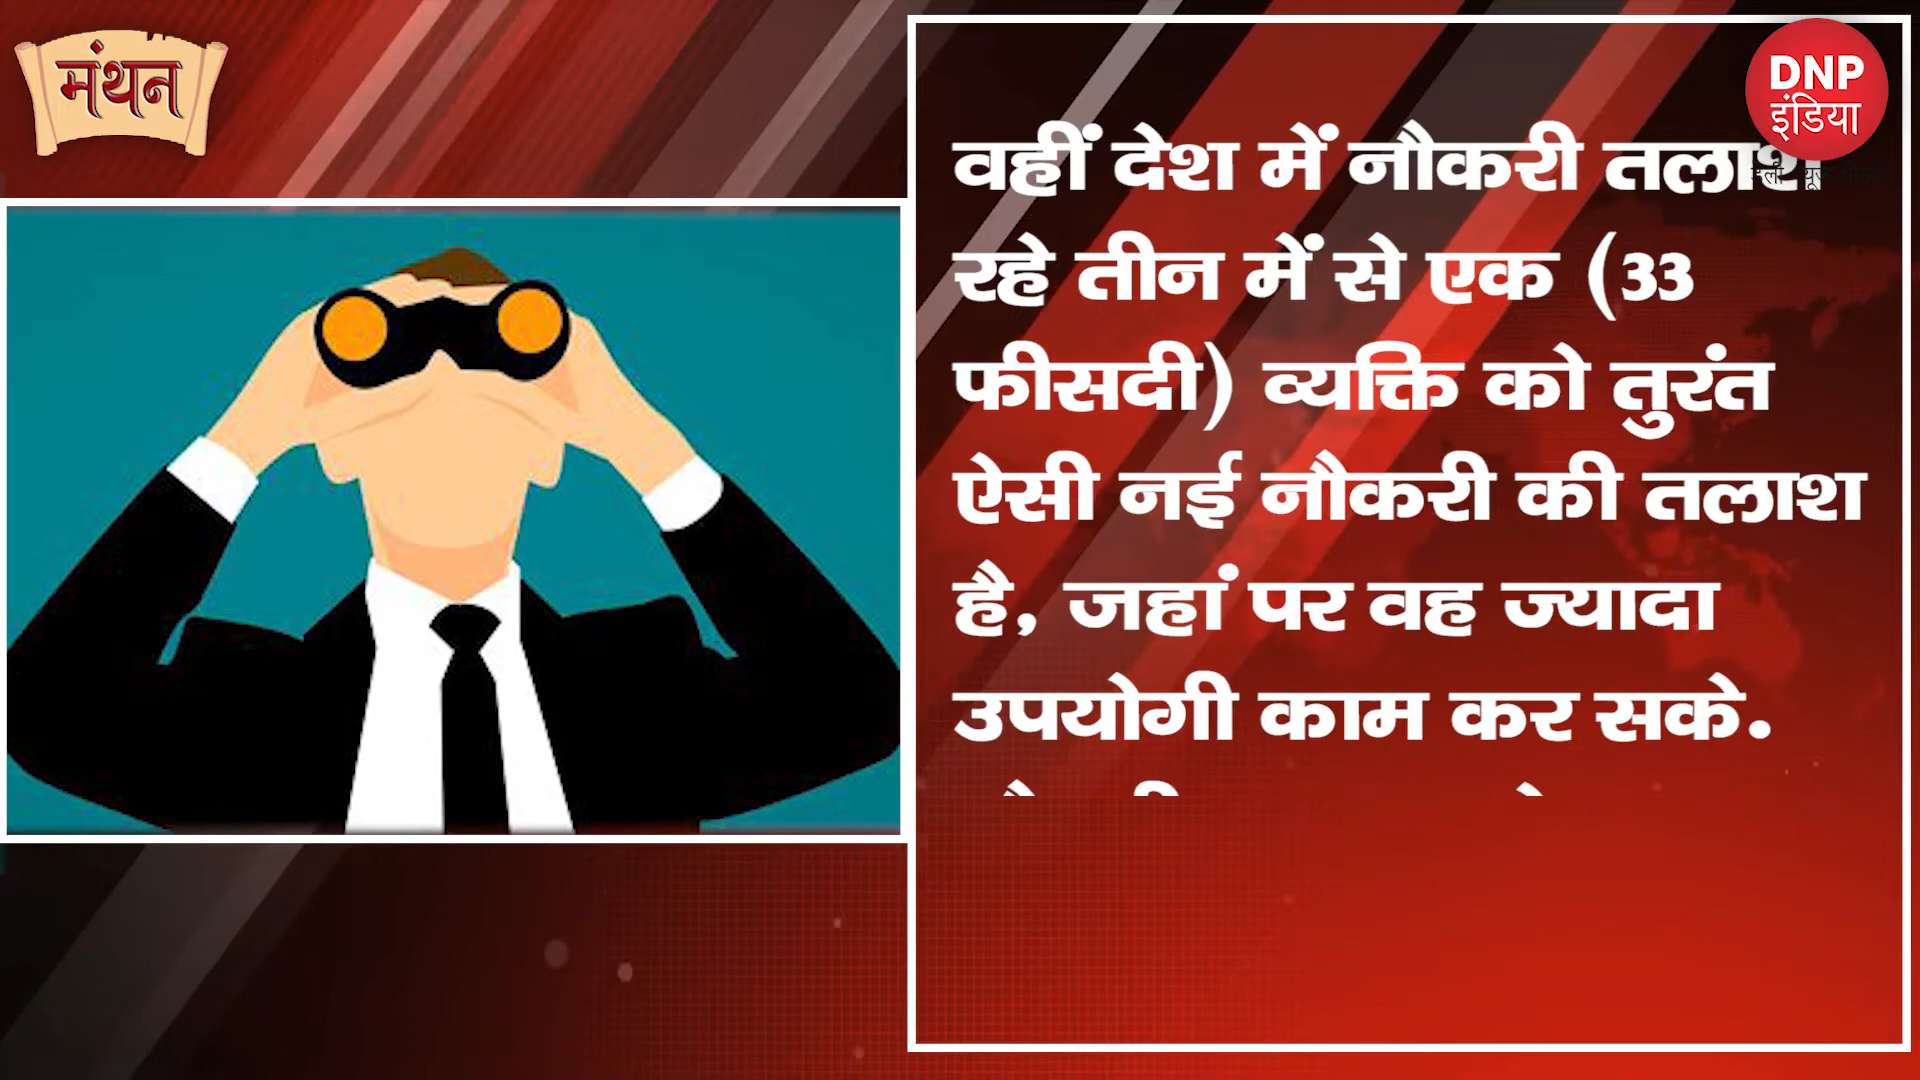 मंथन
DNP
इंडिया
वहीं देश में नौकरी तलाश
रहे तीन में से एक (33
फीसदी) व्यक्ति को तुरंत
ऐसी नई नौकरी की तलाश
है, जहां पर वह ज्यादा
उपयोगी काम कर सके.